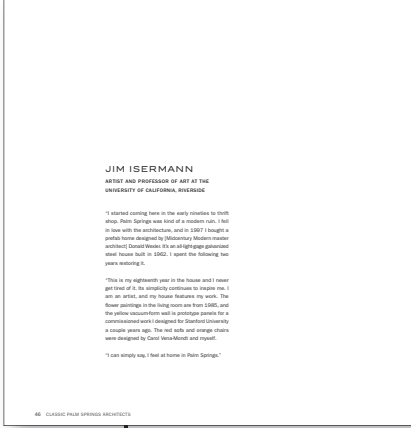 JIM ISERMANN
ARTIST AND PROFESSOR OF ART AT THE
UNIVERSITY OF CALIFORNIA, RIVERSIDE
"I started coming here in the early nineties to thrift
shop. Palm Springs was kind of a modern ruin. I fell
in love with the architecture, and in 1997 I bought a
prefab home designed by [Midcentury Modern master
architect] Donald Wexler. It's an all-light-gage galvanized
steel house built in 1962. I spent the following two
years restoring it.
"This is my eighteenth year in the house and I never
get tired of it. Its simplicity continues to inspire me. I
am an artist, and my house features my work. The
flower paintings in the living room are from 1985, and
the yellow vacuum-form wall is prototype panels for a
commissioned work I designed for Stanford University
a couple years ago. The red sofa and orange chairs
were designed by Carol Vena-Mondt and myself.
"I can simply say, I feel at home in Palm Springs."
46 CLASSIC PALM SPRINGS ARCHITECTS